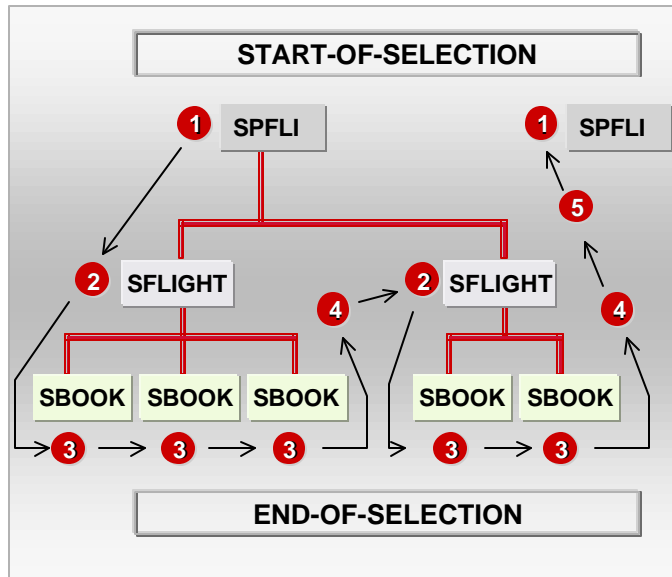 START-OF-SELECTION
1 SPFLI 1 SPFLI
5
2 SFLIGHT 4 2 SFLIGHT 4
SBOOK SBOOK SBOOK SBOOK SBOOK
3 3 3 3 3
END-OF-SELECTION